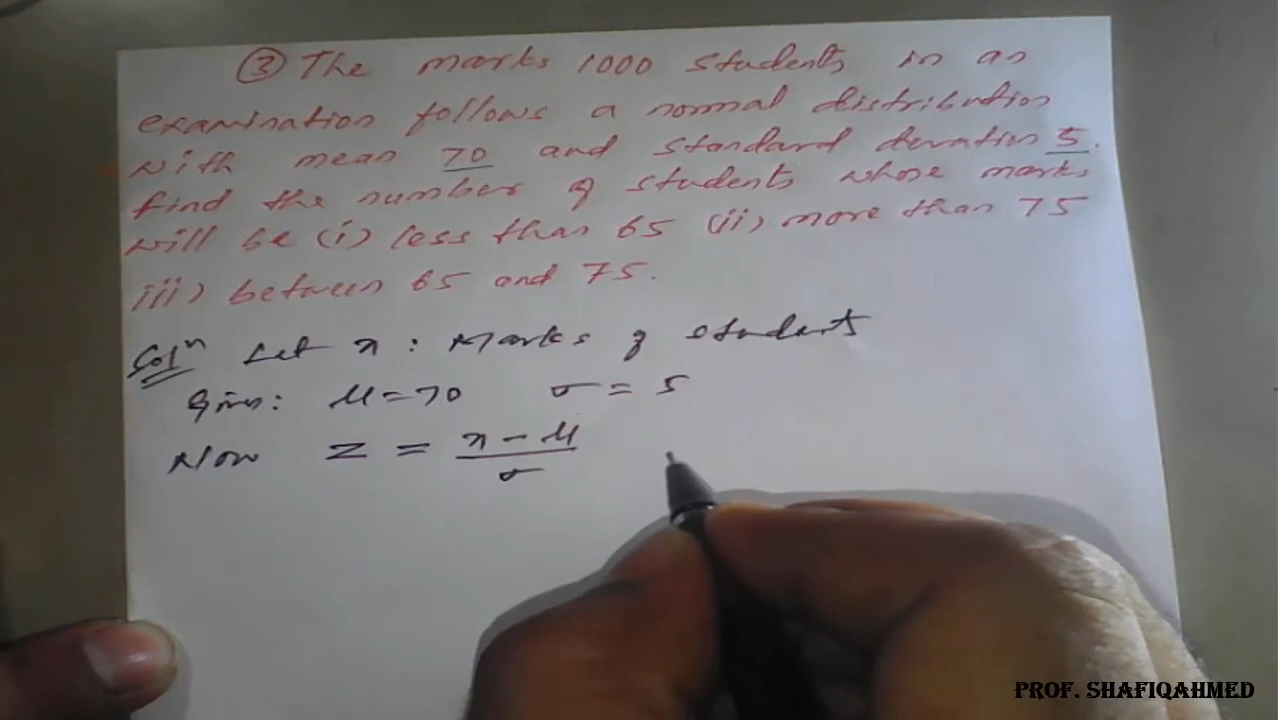 ③ The marks 1000 students in an
examination follows a normal distribution
with mean 70 and standard deviation 5.
find the number of students whose marks
will be (i) less than 65 (ii) more than 75
iii) between 65 and 75.
Solⁿ Let x : Marks of students
Given: μ = 70 σ = 5
Now Z = (x - μ)/σ
PROF. SHAFIQAHMED